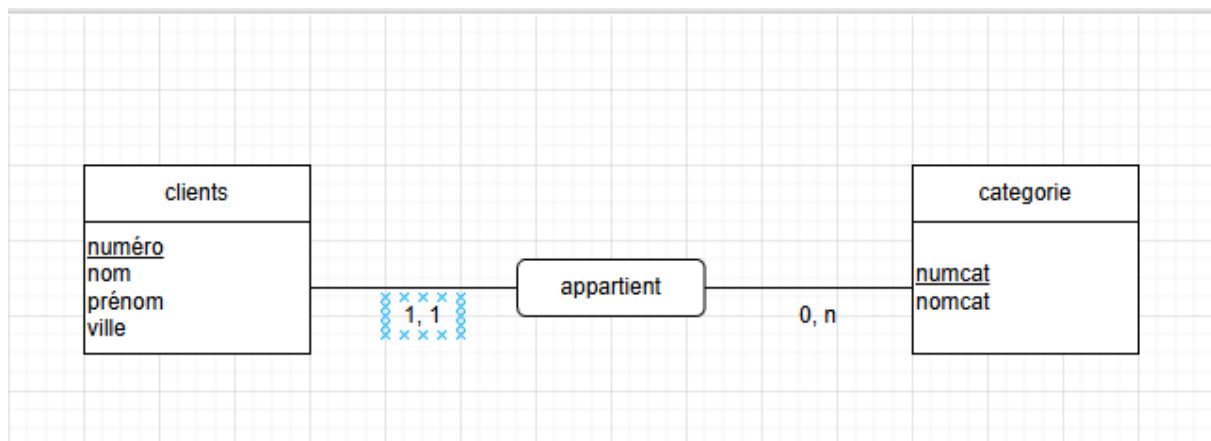 clients
numéro
nom
prénom
ville
1, 1
appartient
0, n
categorie
numcat
nomcat